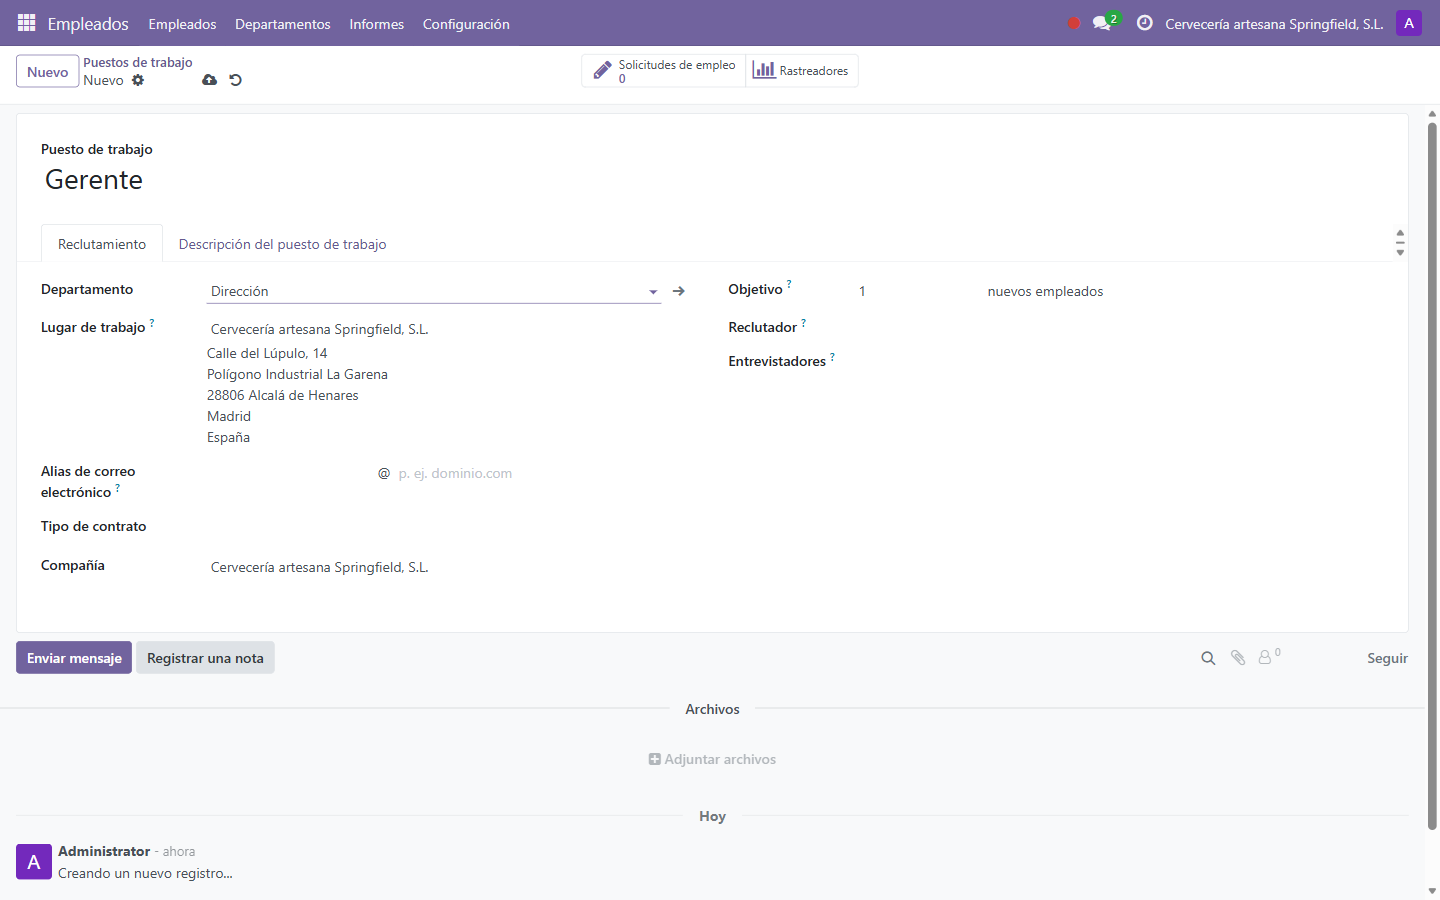 Empleados
Empleados
Departamentos
Informes
Configuración
2
Cervecería artesana Springfield, S.L.
A
Nuevo
Puestos de trabajo
Nuevo
Solicitudes de empleo
0
Rastreadores
Puesto de trabajo
Gerente
Reclutamiento
Descripción del puesto de trabajo
Departamento
Dirección
Lugar de trabajo ?
Cervecería artesana Springfield, S.L.
Calle del Lúpulo, 14
Polígono Industrial La Garena
28806 Alcalá de Henares
Madrid
España
Alias de correo
electrónico ?
@ p. ej. dominio.com
Tipo de contrato
Compañía
Cervecería artesana Springfield, S.L.
Objetivo ?
1
nuevos empleados
Reclutador ?
Entrevistadores ?
Enviar mensaje
Registrar una nota
0
Seguir
Archivos
Adjuntar archivos
Hoy
A
Administrator - ahora
Creando un nuevo registro...